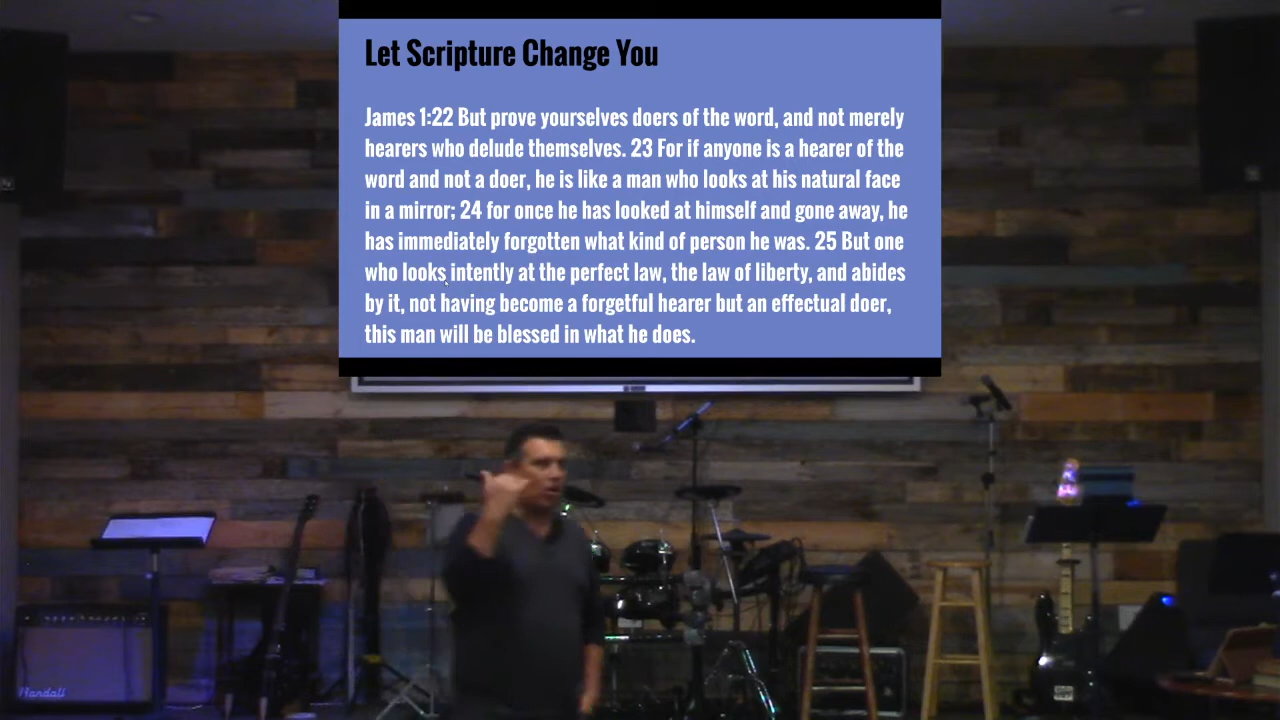 Let Scripture Change You
James 1:22 But prove yourselves doers of the word, and not merely
hearers who delude themselves. 23 For if anyone is a hearer of the
word and not a doer, he is like a man who looks at his natural face
in a mirror; 24 for once he has looked at himself and gone away, he
has immediately forgotten what kind of person he was. 25 But one
who looks intently at the perfect law, the law of liberty, and abides
by it, not having become a forgetful hearer but an effectual doer,
this man will be blessed in what he does.
Randall